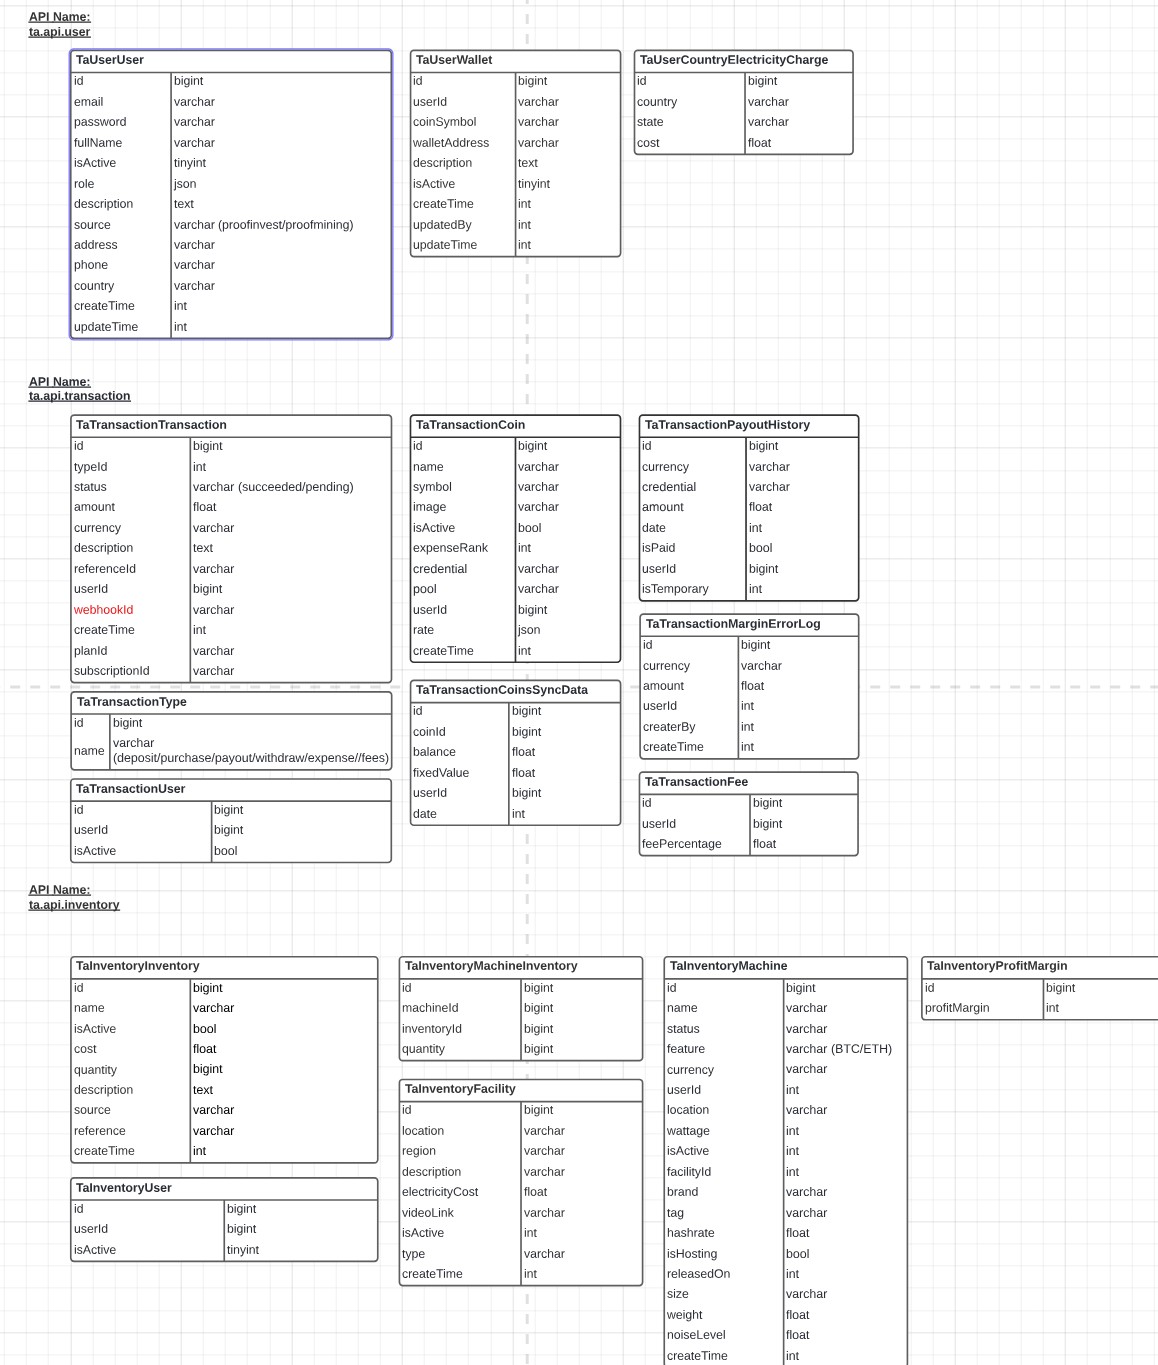 API Name:
ta.api.user
TaUserUser
id bigint
email varchar
password varchar
fullName varchar
isActive tinyint
role json
description text
source varchar (proofinvest/proofmining)
address varchar
phone varchar
country varchar
createTime int
updateTime int
TaUserWallet
id bigint
userId varchar
coinSymbol varchar
walletAddress varchar
description text
isActive tinyint
createTime int
updatedBy int
updateTime int
TaUserCountryElectricityCharge
id bigint
country varchar
state varchar
cost float
API Name:
ta.api.transaction
TaTransactionTransaction
id bigint
typeId int
status varchar (succeeded/pending)
amount float
currency varchar
description text
referenceId varchar
userId bigint
webhookId varchar
createTime int
planId varchar
subscriptionId varchar
TaTransactionType
id bigint
name varchar
(deposit/purchase/payout/withdraw/expense//fees)
TaTransactionUser
id bigint
userId bigint
isActive bool
TaTransactionCoin
id bigint
name varchar
symbol varchar
image varchar
isActive bool
expenseRank int
credential varchar
pool varchar
userId bigint
rate json
createTime int
TaTransactionCoinsSyncData
id bigint
coinId bigint
balance float
fixedValue float
userId bigint
date int
TaTransactionPayoutHistory
id bigint
currency varchar
credential varchar
amount float
date int
isPaid bool
userId bigint
isTemporary int
TaTransactionMarginErrorLog
id bigint
currency varchar
amount float
userId int
createrBy int
createTime int
TaTransactionFee
id bigint
userId bigint
feePercentage float
API Name:
ta.api.inventory
TaInventoryInventory
id bigint
name varchar
isActive bool
cost float
quantity bigint
description text
source varchar
reference varchar
createTime int
TaInventoryUser
id bigint
userId bigint
isActive tinyint
TaInventoryMachineInventory
id bigint
machineId bigint
inventoryId bigint
quantity bigint
TaInventoryFacility
id bigint
location varchar
region varchar
description varchar
electricityCost float
videoLink varchar
isActive int
type varchar
createTime int
TaInventoryMachine
id bigint
name varchar
status varchar
feature varchar (BTC/ETH)
currency varchar
userId int
location varchar
wattage int
isActive int
facilityId int
brand varchar
tag varchar
hashrate float
isHosting bool
releasedOn int
size varchar
weight float
noiseLevel float
createTime int
TaInventoryProfitMargin
id bigint
profitMargin int